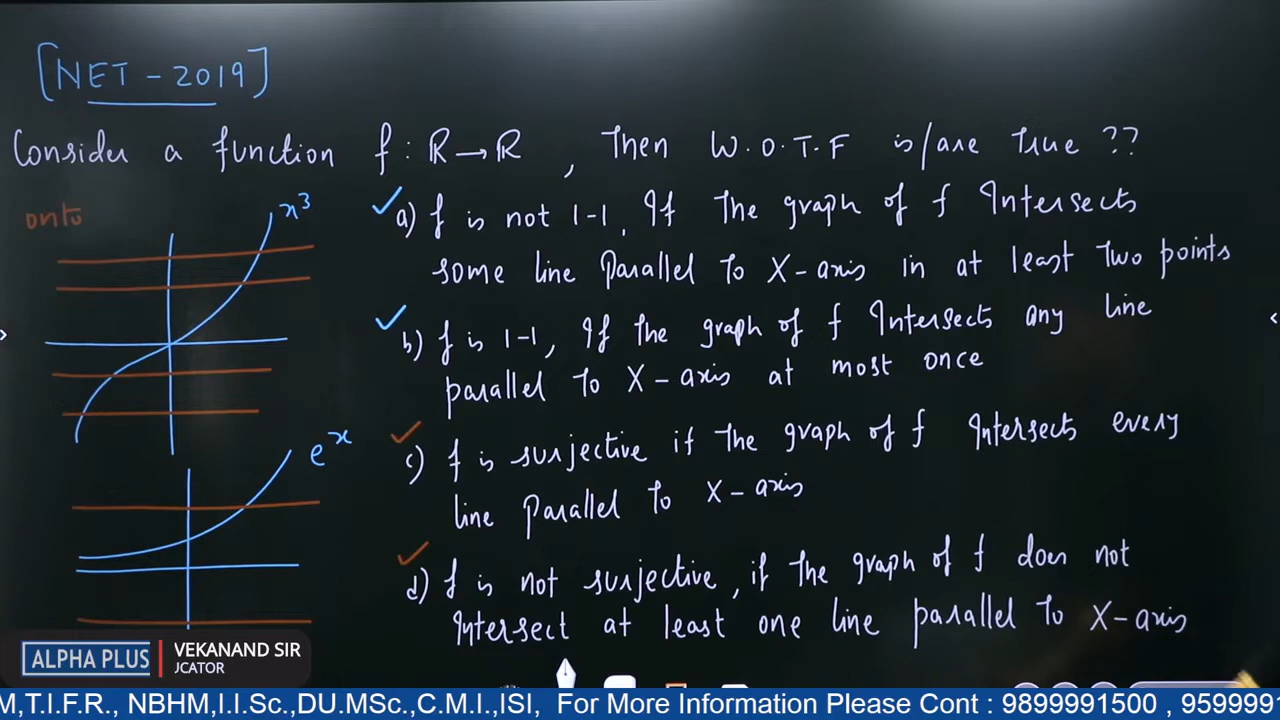 [NET - 2019]
Consider a function f : R → R , Then W.O.T.F is/are True ??
onto
x³
a) f is not 1-1, If The graph of f Intersects
some line Parallel To X-axis in at least Two points
b) f is 1-1, If The graph of f Intersects any line
parallel To X-axis at most once
eˣ
c) f is surjective if The graph of f Intersects every
line Parallel To X-axis
d) f is not surjective, if The graph of f does not
Intersect at least one line parallel To X-axis
ALPHA PLUS
VEKANAND SIR
JCATOR
M,T.I.F.R., NBHM,I.I.Sc.,DU.MSc.,C.M.I.,ISI, For More Information Please Cont : 9899991500 , 959999